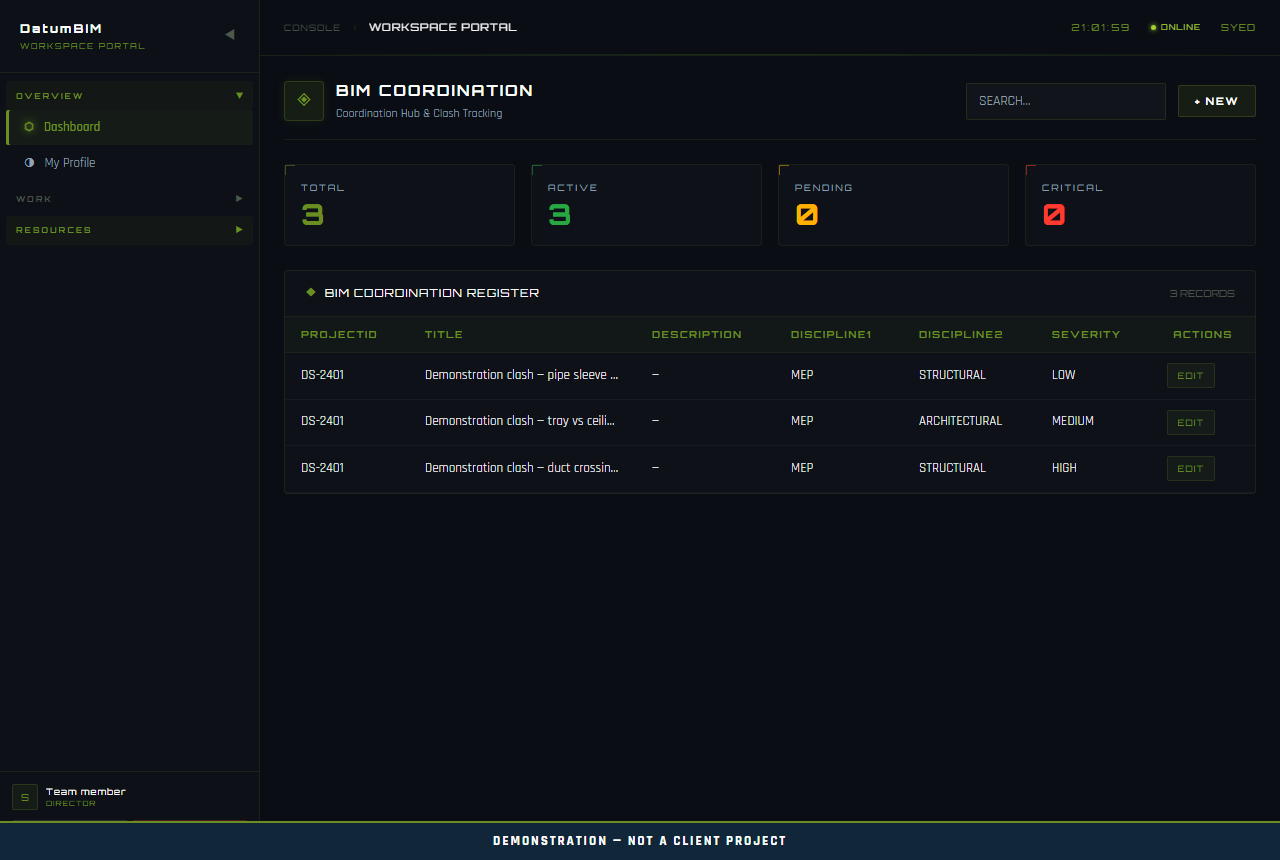 DatumBIM
WORKSPACE PORTAL
CONSOLE › WORKSPACE PORTAL
21:01:59 ONLINE SYED
OVERVIEW
Dashboard
My Profile
WORK
RESOURCES
BIM COORDINATION
Coordination Hub & Clash Tracking
SEARCH...
+ NEW
TOTAL
3
ACTIVE
3
PENDING
0
CRITICAL
0
BIM COORDINATION REGISTER
3 RECORDS
PROJECTID TITLE DESCRIPTION DISCIPLINE1 DISCIPLINE2 SEVERITY ACTIONS
DS-2401 Demonstration clash — pipe sleeve ... — MEP STRUCTURAL LOW EDIT
DS-2401 Demonstration clash — tray vs ceili... — MEP ARCHITECTURAL MEDIUM EDIT
DS-2401 Demonstration clash — duct crossin... — MEP STRUCTURAL HIGH EDIT
S
Team member
DIRECTOR
DEMONSTRATION — NOT A CLIENT PROJECT